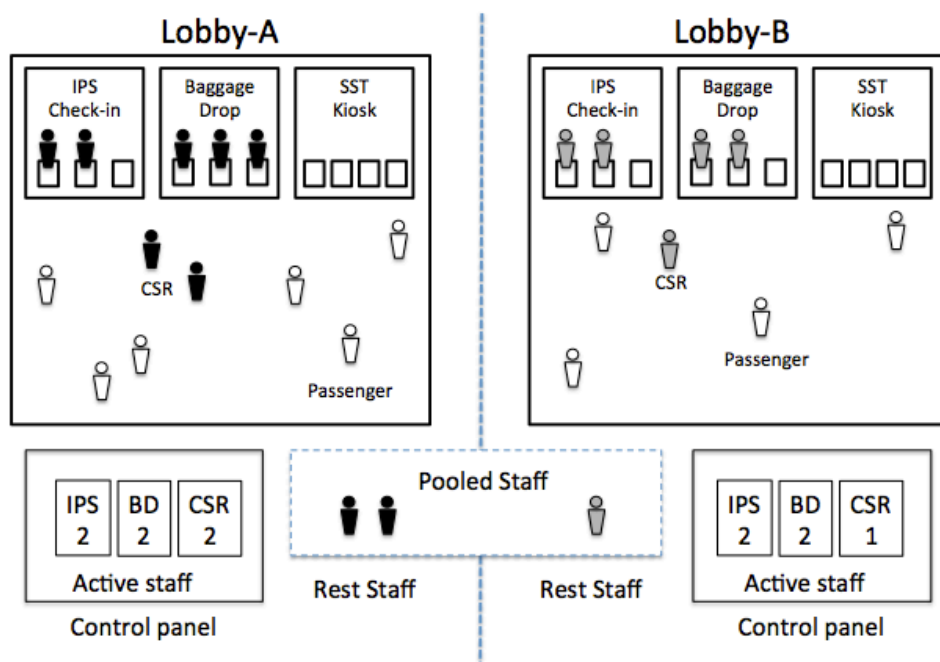 Lobby-A
IPS
Check-in
Baggage
Drop
SST
Kiosk
CSR
Passenger
IPS
2
BD
2
CSR
2
Active staff
Control panel
Lobby-B
IPS
Check-in
Baggage
Drop
SST
Kiosk
CSR
Passenger
Pooled Staff
Rest Staff
Rest Staff
IPS
2
BD
2
CSR
1
Active staff
Control panel